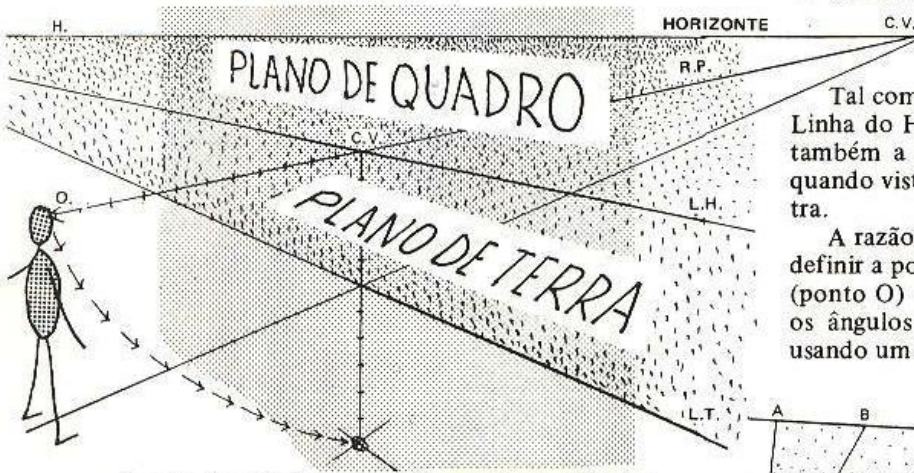 H.
HORIZONTE
C.V.
R.P.
PLANO DE QUADRO
C.V.
O.
L.H.
PLANO DE TERRA
L.T.
Tal com
Linha do H
também a
quando vist
tra.
A razão
definir a po
(ponto O)
os ângulos
usando um
A
B